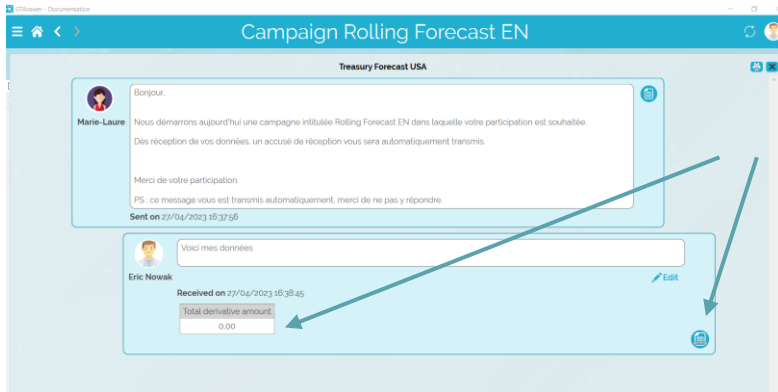 GTAnswer - Documentation
Campaign Rolling Forecast EN
Treasury Forecast USA
Bonjour,
Marie-Laure
Nous démarrons aujourd'hui une campagne intitulée Rolling Forecast EN dans laquelle votre participation est souhaitée.
Dès réception de vos données, un accusé de réception vous sera automatiquement transmis.
Merci de votre participation.
PS : ce message vous est transmis automatiquement, merci de ne pas y répondre.
Sent on 27/04/2023 16:37:56
Voici mes données
Eric Nowak
Edit
Received on 27/04/2023 16:38:45
Total derivative amount
0.00